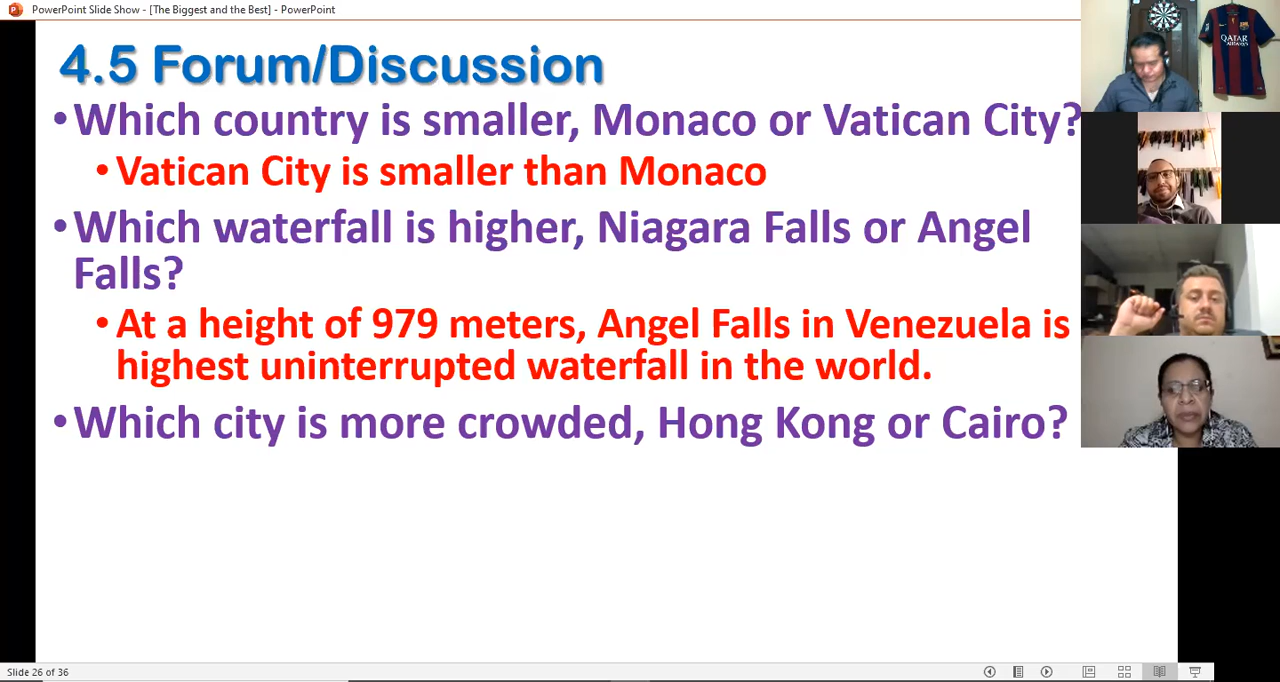 PowerPoint Slide Show - [The Biggest and the Best] - PowerPoint
4.5 Forum/Discussion
•Which country is smaller, Monaco or Vatican City?
•Vatican City is smaller than Monaco
•Which waterfall is higher, Niagara Falls or Angel
Falls?
•At a height of 979 meters, Angel Falls in Venezuela is
highest uninterrupted waterfall in the world.
•Which city is more crowded, Hong Kong or Cairo?
QATAR
AIRWAYS
Slide 26 of 36